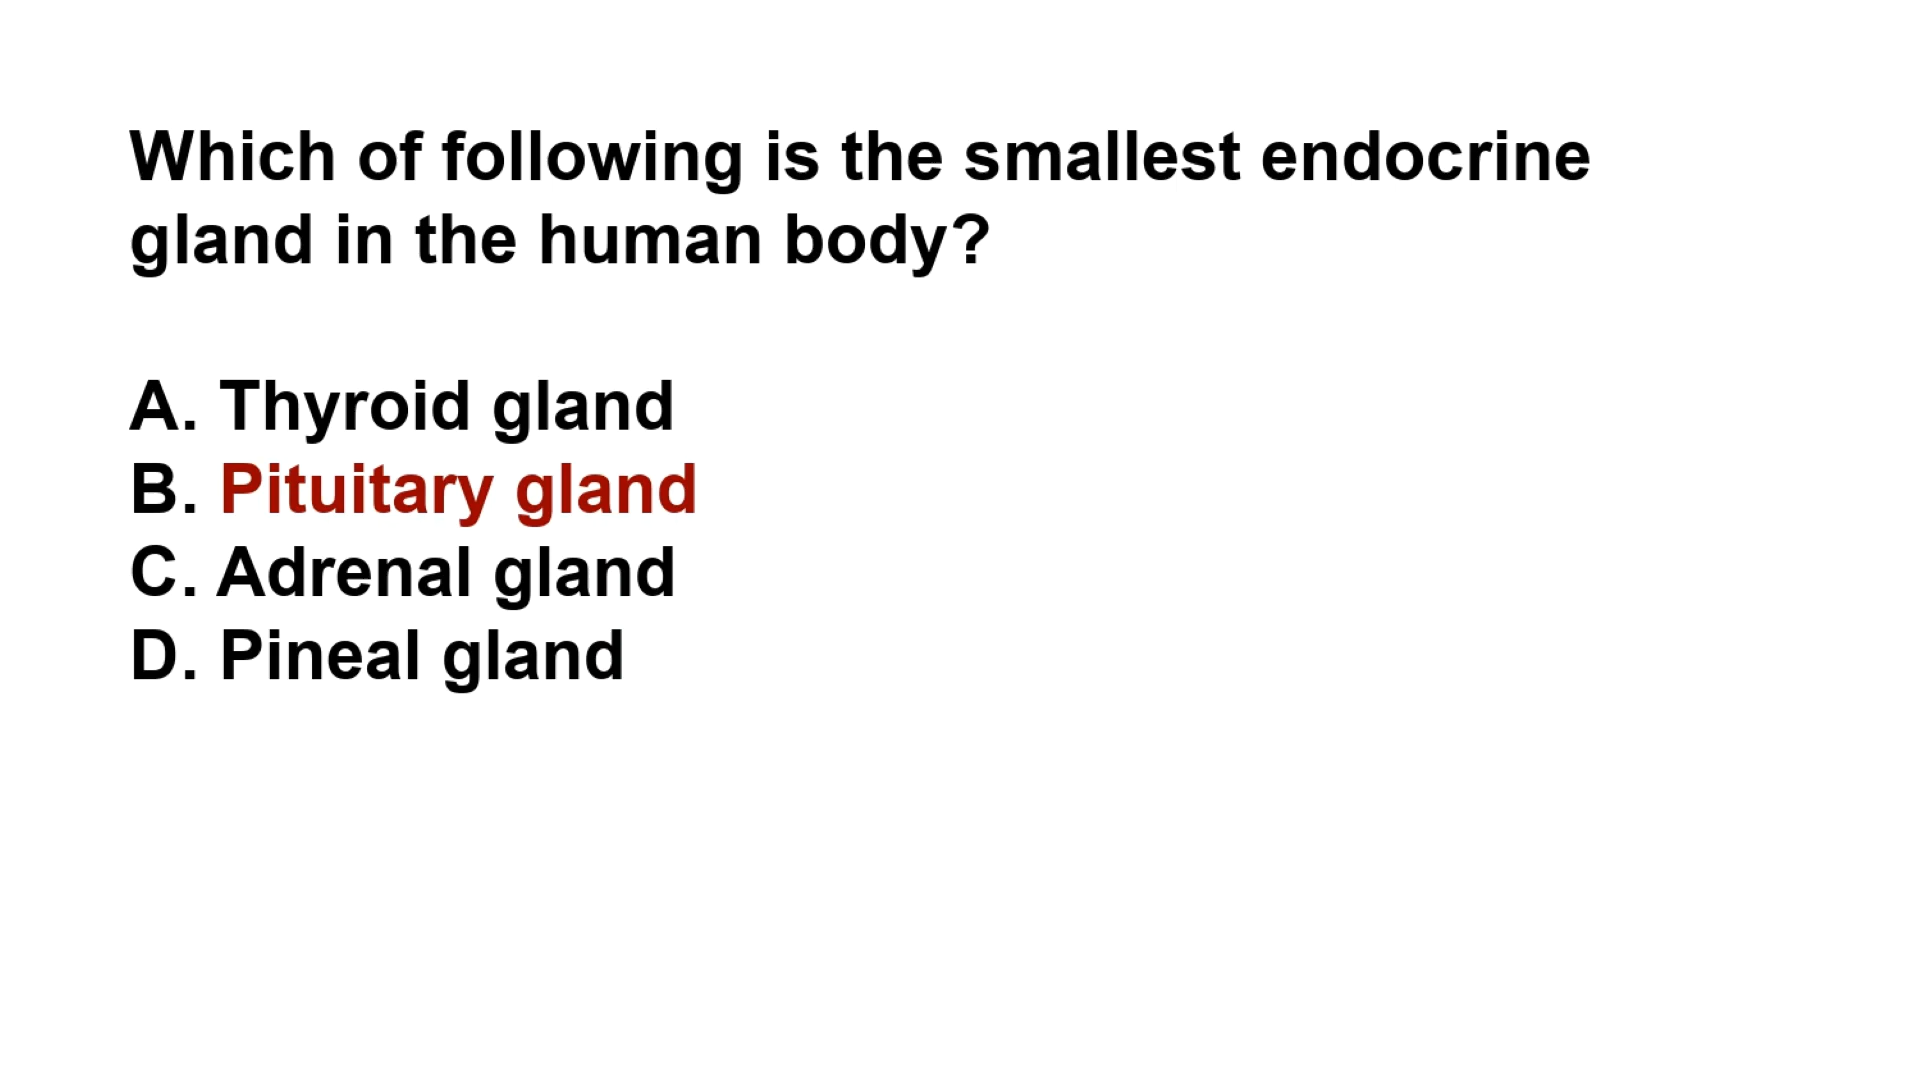 Which of following is the smallest endocrine
gland in the human body?
A. Thyroid gland
B. Pituitary gland
C. Adrenal gland
D. Pineal gland